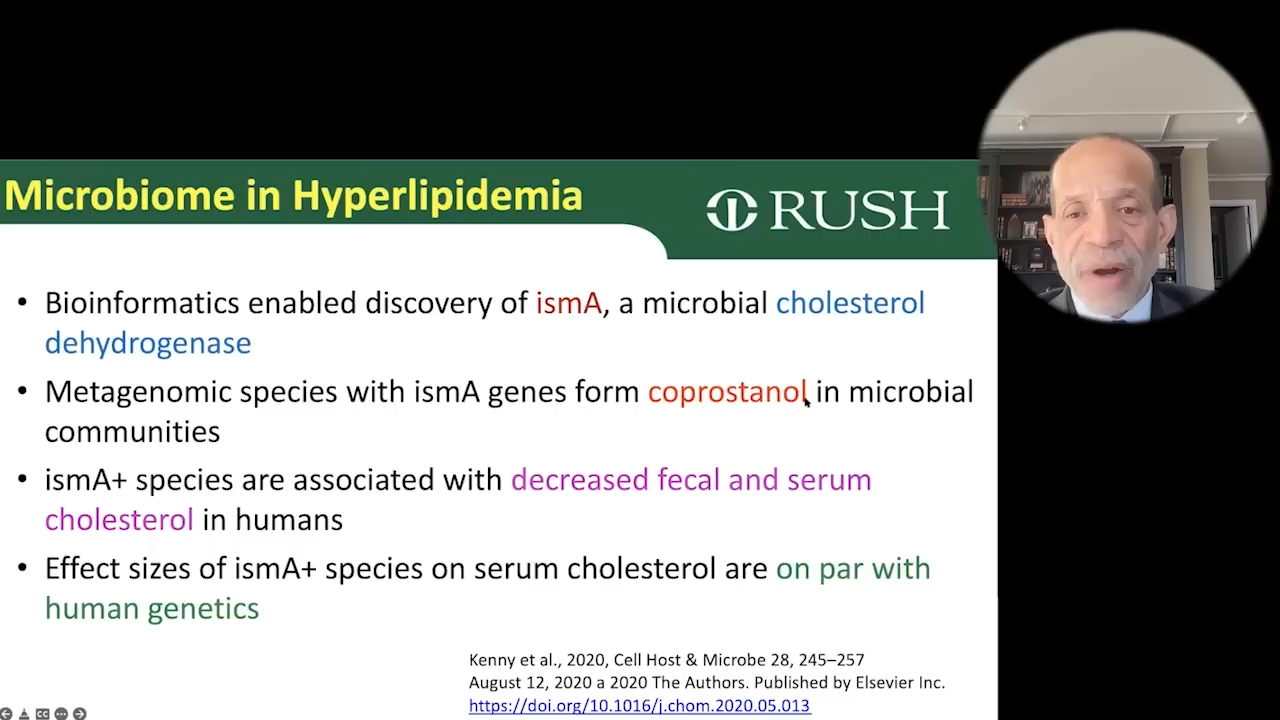 Microbiome in Hyperlipidemia
RUSH
• Bioinformatics enabled discovery of ismA, a microbial cholesterol
dehydrogenase
• Metagenomic species with ismA genes form coprostanol in microbial
communities
• ismA+ species are associated with decreased fecal and serum
cholesterol in humans
• Effect sizes of ismA+ species on serum cholesterol are on par with
human genetics
Kenny et al., 2020, Cell Host & Microbe 28, 245–257
August 12, 2020 a 2020 The Authors. Published by Elsevier Inc.
https://doi.org/10.1016/j.chom.2020.05.013
CC